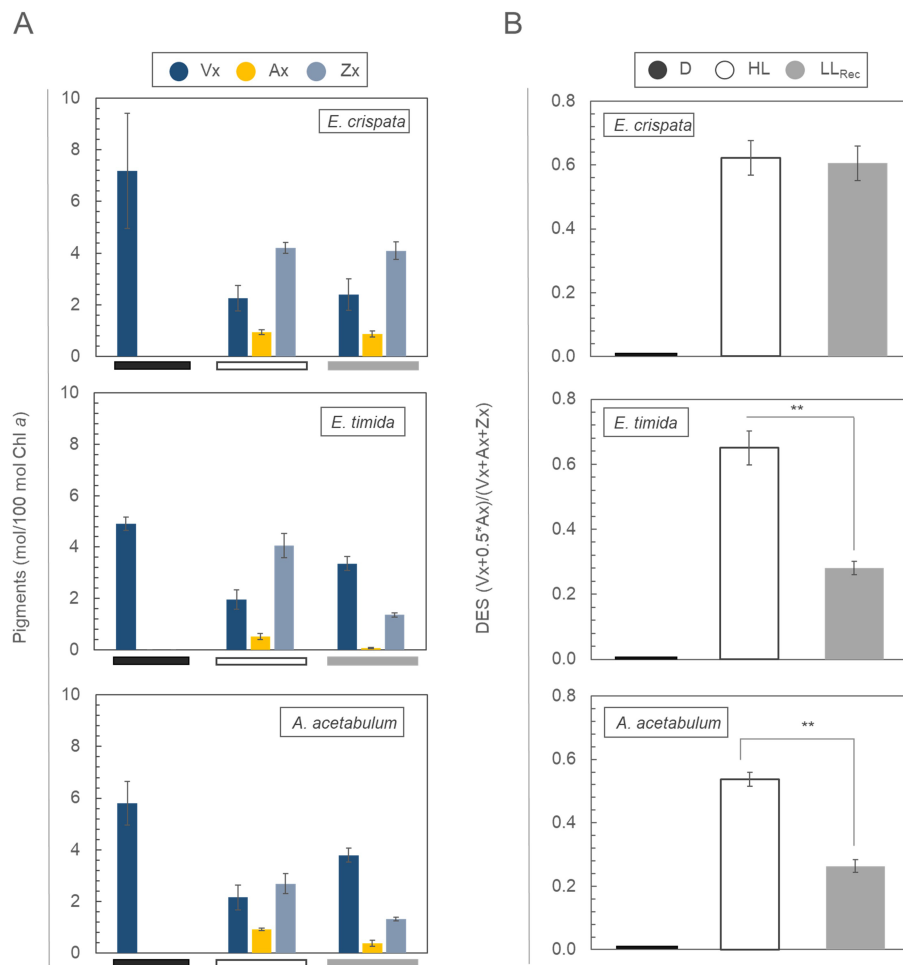 A
B
Vx Ax Zx
D HL LLRec
Pigments (mol/100 mol Chl a)
10
8
6
4
2
0
E. crispata
10
8
6
4
2
0
E. timida
10
8
6
4
2
0
A. acetabulum
DES (Vx+0.5*Ax)/(Vx+Ax+Zx)
0.8
0.6
0.4
0.2
0.0
E. crispata
0.8
0.6
0.4
0.2
0.0
E. timida
**
0.8
0.6
0.4
0.2
0.0
A. acetabulum
**